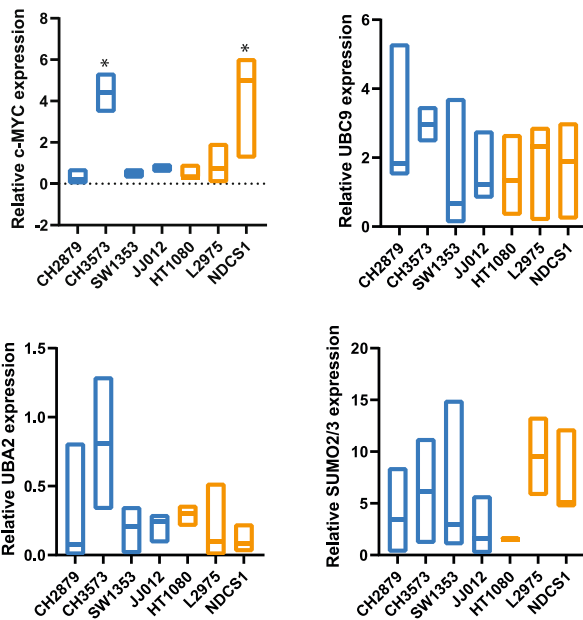 Relative c-MYC expression
8
6
4
2
0
-2
*
*
CH2879
CH3573
SW1353
JJ012
HT1080
L2975
NDCS1
Relative UBC9 expression
6
4
2
0
CH2879
CH3573
SW1353
JJ012
HT1080
L2975
NDCS1
Relative UBA2 expression
1.5
1.0
0.5
0.0
CH2879
CH3573
SW1353
JJ012
HT1080
L2975
NDCS1
Relative SUMO2/3 expression
20
15
10
5
0
CH2879
CH3573
SW1353
JJ012
HT1080
L2975
NDCS1